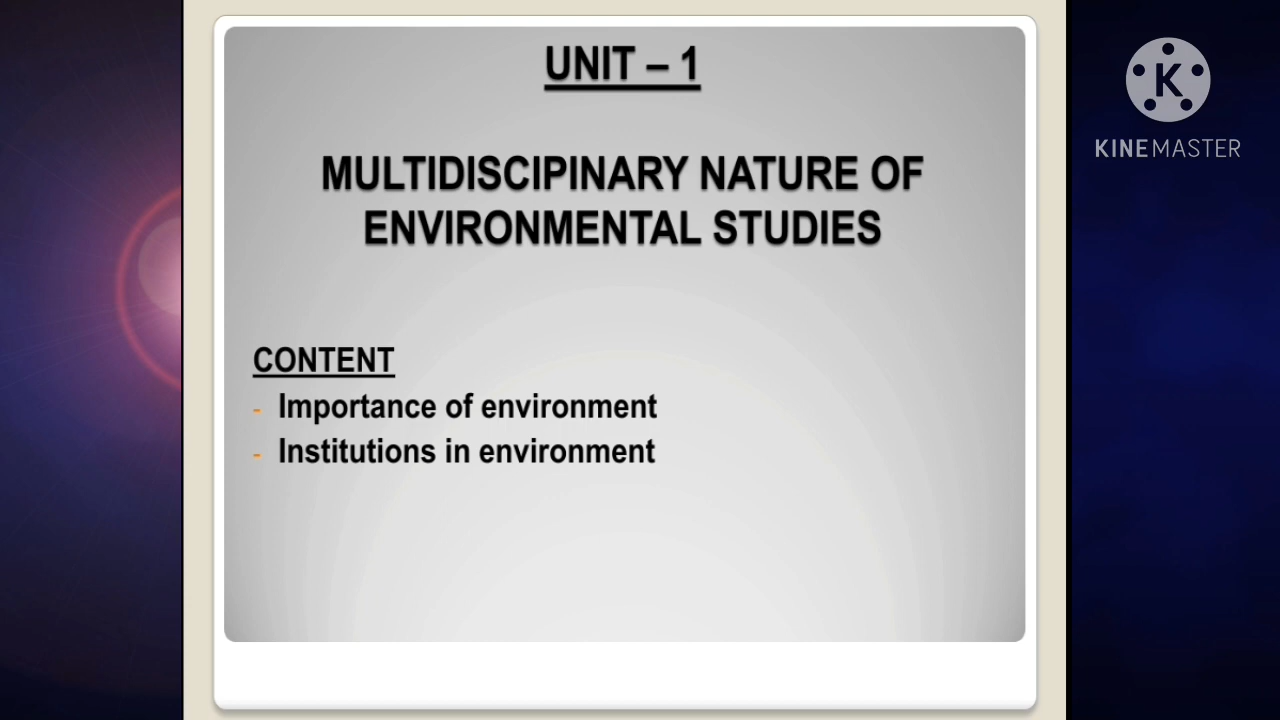 UNIT – 1
MULTIDISCIPINARY NATURE OF
ENVIRONMENTAL STUDIES
CONTENT
- Importance of environment
- Institutions in environment
K
KINEMASTER